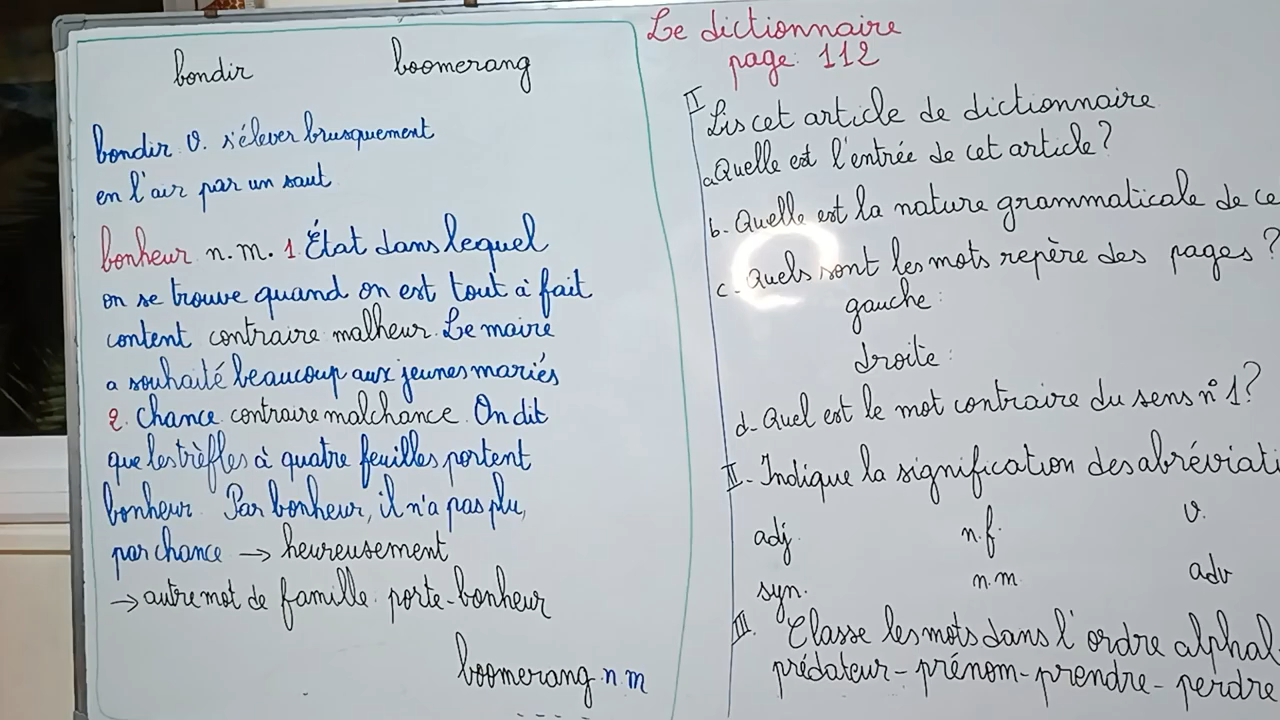 bondir boomerang
bondir v. s'élever brusquement
en l'air par un saut.
bonheur n.m. 1. État dans lequel
on se trouve quand on est tout à fait
content contraire malheur. Le maire
a souhaité beaucoup aux jeunes mariés
2. Chance contraire malchance. On dit
que les trèfles à quatre feuilles portent
bonheur. Par bonheur, il n'a pas plu,
par chance → heureusement
→ autre mot de famille. porte-bonheur
boomerang n m
Le dictionnaire
page: 112
I Lis cet article de dictionnaire
a. Quelle est l'entrée de cet article?
b. Quelle est la nature grammaticale de ce
c. Quels sont les mots repère des pages?
gauche:
droite:
d. Quel est le mot contraire du sens n° 1?
II. Indique la signification des abréviati
adj. n.f. v.
syn. n.m. adv
III. Classe les mots dans l'ordre alphab
prédateur - prénom - prendre - perdre